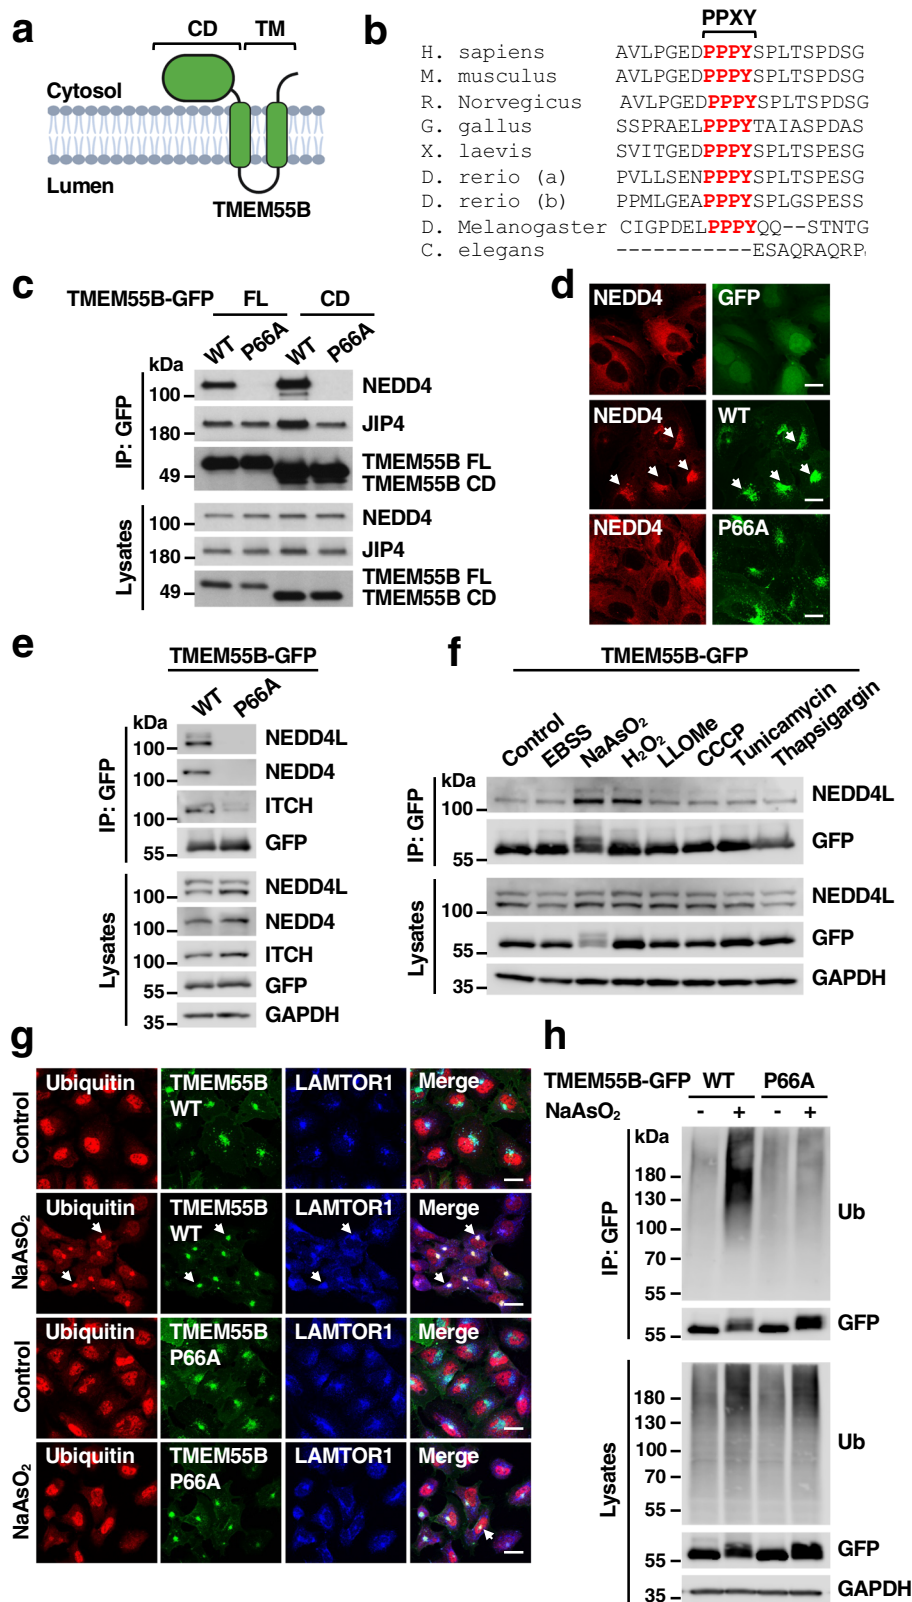 a
CD TM
Cytosol
Lumen
TMEM55B
b
PPXY
H. sapiens AVLPGEDPPPYSPLTSPDSG
M. musculus AVLPGEDPPPYSPLTSPDSG
R. Norvegicus AVLPGEDPPPYSPLTSPDSG
G. gallus SSPRAELPPPYTAIASPDAS
X. laevis SVITGEDPPPYSPLTSPESG
D. rerio (a) PVLLSENPPPYSPLTSPESG
D. rerio (b) PPMLGEAPPPYSPLGSPESS
D. Melanogaster CIGPDELPPPYQQ--STNTG
C. elegans -----------ESAQRAQRP
c
TMEM55B-GFP FL CD
WT P66A WT P66A
kDa
IP: GFP
100 NEDD4
180 JIP4
49 TMEM55B FL
TMEM55B CD
Lysates
100 NEDD4
180 JIP4
49 TMEM55B FL
TMEM55B CD
d
NEDD4 GFP
NEDD4 WT
NEDD4 P66A
e
TMEM55B-GFP
WT P66A
kDa
IP: GFP
100 NEDD4L
100 NEDD4
100 ITCH
55 GFP
Lysates
100 NEDD4L
100 NEDD4
100 ITCH
55 GFP
35 GAPDH
f
TMEM55B-GFP
Control EBSS NaAsO₂ H₂O₂ LLOMe CCCP Tunicamycin Thapsigargin
kDa
IP: GFP
100 NEDD4L
55 GFP
Lysates
100 NEDD4L
55 GFP
35 GAPDH
g
Control
Ubiquitin TMEM55B WT LAMTOR1 Merge
NaAsO₂
Ubiquitin TMEM55B WT LAMTOR1 Merge
Control
Ubiquitin TMEM55B P66A LAMTOR1 Merge
NaAsO₂
Ubiquitin TMEM55B P66A LAMTOR1 Merge
h
TMEM55B-GFP WT P66A
NaAsO₂ - + - +
kDa
IP: GFP
180
130
100 Ub
70
55
55 GFP
Lysates
180
130
100 Ub
70
55
55 GFP
35 GAPDH